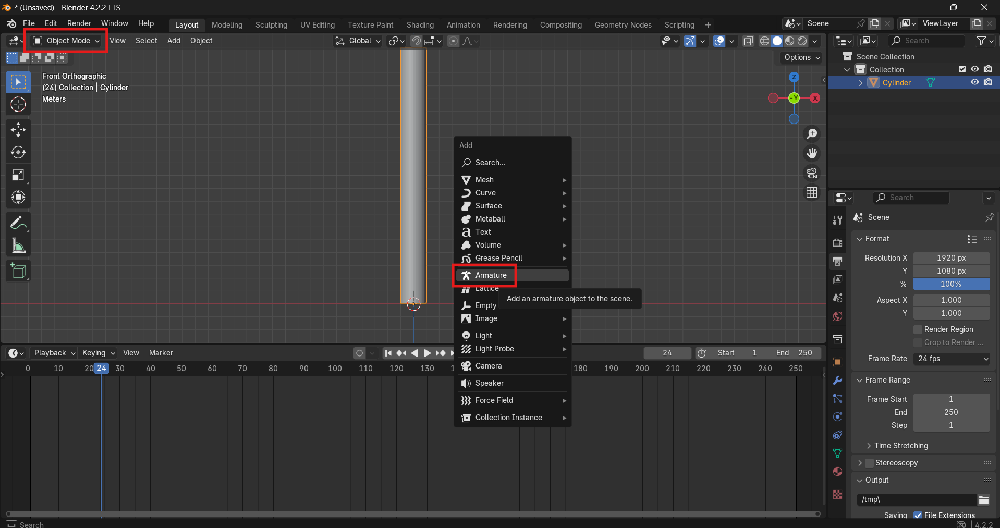 * (Unsaved) - Blender 4.2.2 LTS
File Edit Render Window Help Layout Modeling Sculpting UV Editing Texture Paint Shading Animation Rendering Compositing Geometry Nodes Scripting + Scene ViewLayer
Object Mode View Select Add Object Global Search
Options
Front Orthographic
(24) Collection | Cylinder
Meters
Z
-Y
X
Scene Collection
Collection
Cylinder
Add
Search...
Mesh
Curve
Surface
Metaball
Text
Volume
Grease Pencil
Armature
Lattice
Add an armature object to the scene.
Empty
Image
Light
Light Probe
Camera
Speaker
Force Field
Collection Instance
Playback Keying View Marker 24 Start 1 End 250
0 10 20 24 30 40 50 60 70 80 90 100 110 120 130 180 190 200 210 220 230 240 250
Search
Scene
Format
Resolution X 1920 px
Y 1080 px
% 100%
Aspect X 1.000
Y 1.000
Render Region
Crop to Render ...
Frame Rate 24 fps
Frame Range
Frame Start 1
End 250
Step 1
Time Stretching
Stereoscopy
Output
/tmp\
Saving File Extensions
Search
4.2.2